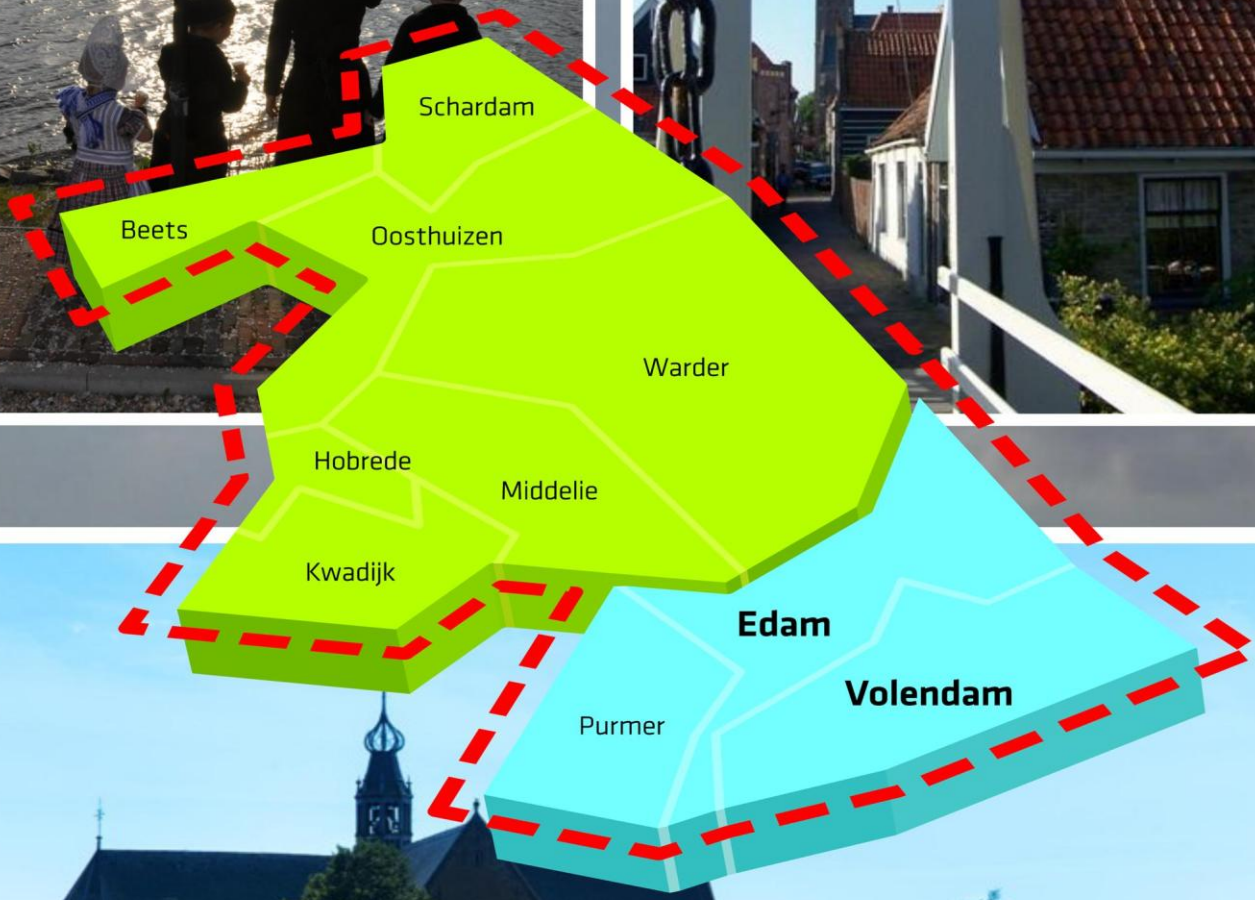 Schardam
Beets
Oosthuizen
Warder
Hobrede
Middelie
Kwadijk
Edam
Volendam
Purmer